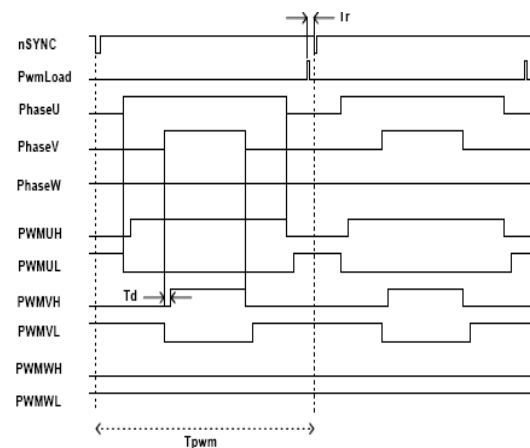 Tr
nSYNC
PwmLoad
PhaseU
PhaseV
PhaseW
PWMUH
PWMUL
Td
PWMVH
PWMVL
PWMWH
PWMWL
Tpwm